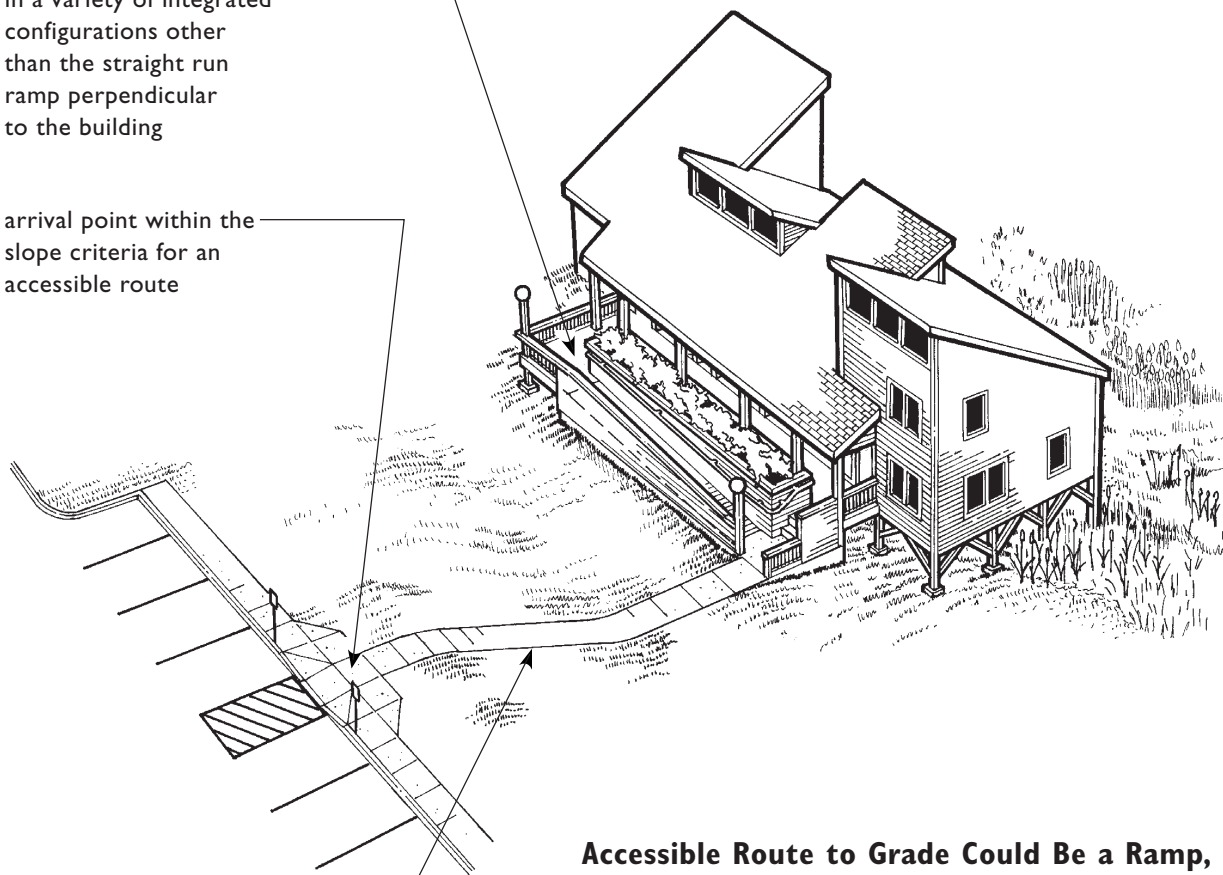 in a variety of integrated
configurations other
than the straight run
ramp perpendicular
to the building
arrival point within the
slope criteria for an
accessible route
Accessible Route to Grade Could Be a Ramp,